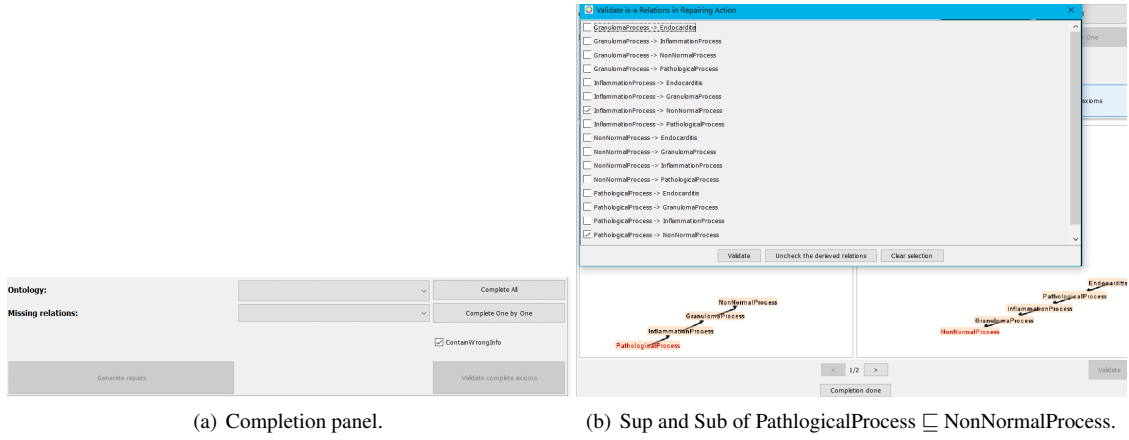 Ontology:
Complete All
Missing relations:
Complete One by One
ContainWrongInfo
Generate repairs
Validate complete axioms
(a) Completion panel.
Validate is-a Relations in Repairing Action
GranulomaProcess -> Endocarditis
GranulomaProcess -> InflammationProcess
GranulomaProcess -> NonNormalProcess
GranulomaProcess -> PathologicalProcess
InflammationProcess -> Endocarditis
InflammationProcess -> GranulomaProcess
InflammationProcess -> NonNormalProcess
InflammationProcess -> PathologicalProcess
NonNormalProcess -> Endocarditis
NonNormalProcess -> GranulomaProcess
NonNormalProcess -> InflammationProcess
NonNormalProcess -> PathologicalProcess
PathologicalProcess -> Endocarditis
PathologicalProcess -> GranulomaProcess
PathologicalProcess -> InflammationProcess
PathologicalProcess -> NonNormalProcess
Validate
Uncheck the derieved relations
Clear selection
One
axioms
NonNormalProcess
GranulomaProcess
InflammationProcess
PathologicalProcess
Endocarditis
PathologicalProcess
InflammationProcess
GranulomaProcess
NonNormalProcess
< 1/2 >
Validate
Completion done
(b) Sup and Sub of PathlogicalProcess ⊑ NonNormalProcess.